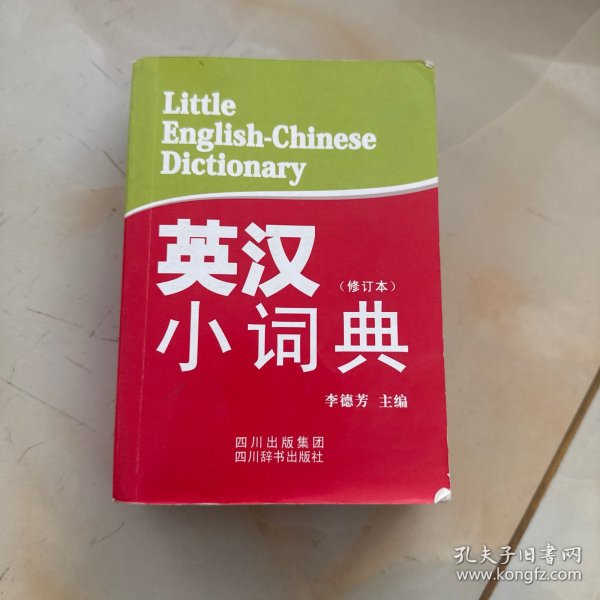 Little
English-Chinese
Dictionary
英汉
（修订本）
小词典
李德芳 主编
四川出版集团
四川辞书出版社
孔夫子旧书网
www.kongfz.com